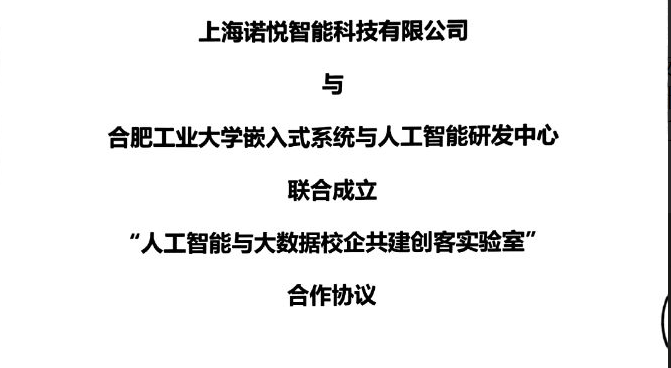 上海诺悦智能科技有限公司
与
合肥工业大学嵌入式系统与人工智能研发中心
联合成立
“人工智能与大数据校企共建创客实验室”
合作协议